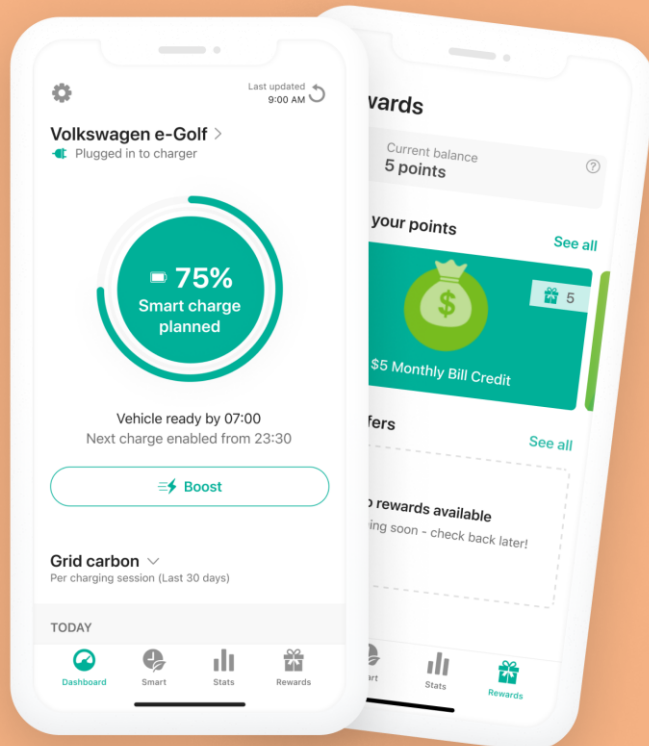 Last updated
9:00 AM
Volkswagen e-Golf
Plugged in to charger
75%
Smart charge
planned
Vehicle ready by 07:00
Next charge enabled from 23:30
Boost
Grid carbon
Per charging session (Last 30 days)
TODAY
Dashboard Smart Stats Rewards
wards
Current balance
5 points
your points See all
5
$
$5 Monthly Bill Credit
fers See all
rewards available
ing soon - check back later!
art Stats Rewards